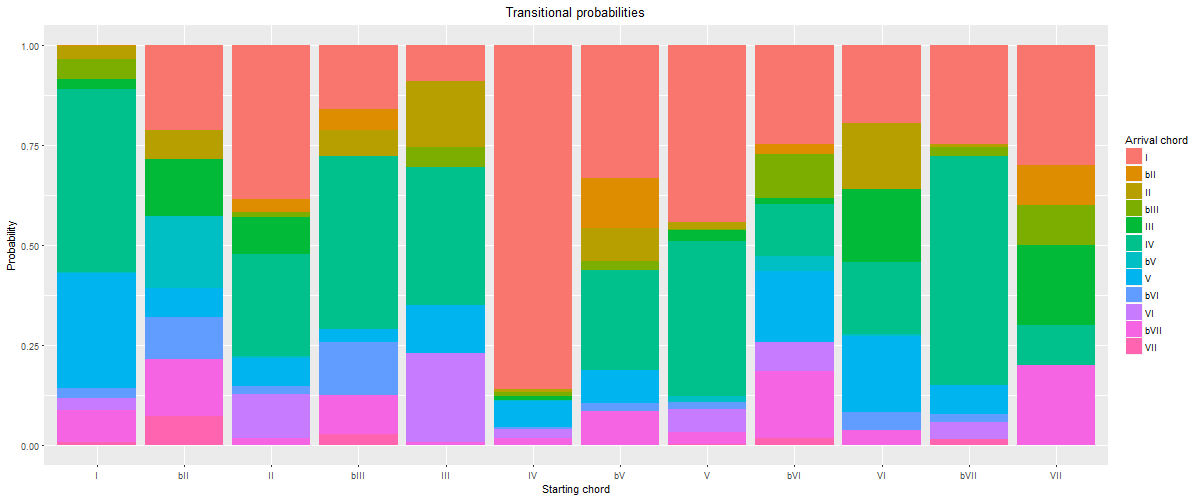 Transitional probabilities
Probability
1.00
0.75
0.50
0.25
0.00
I bII II bIII III IV bV V bVI VI bVII VII
Starting chord
Arrival chord
I
bII
II
bIII
III
IV
bV
V
bVI
VI
bVII
VII